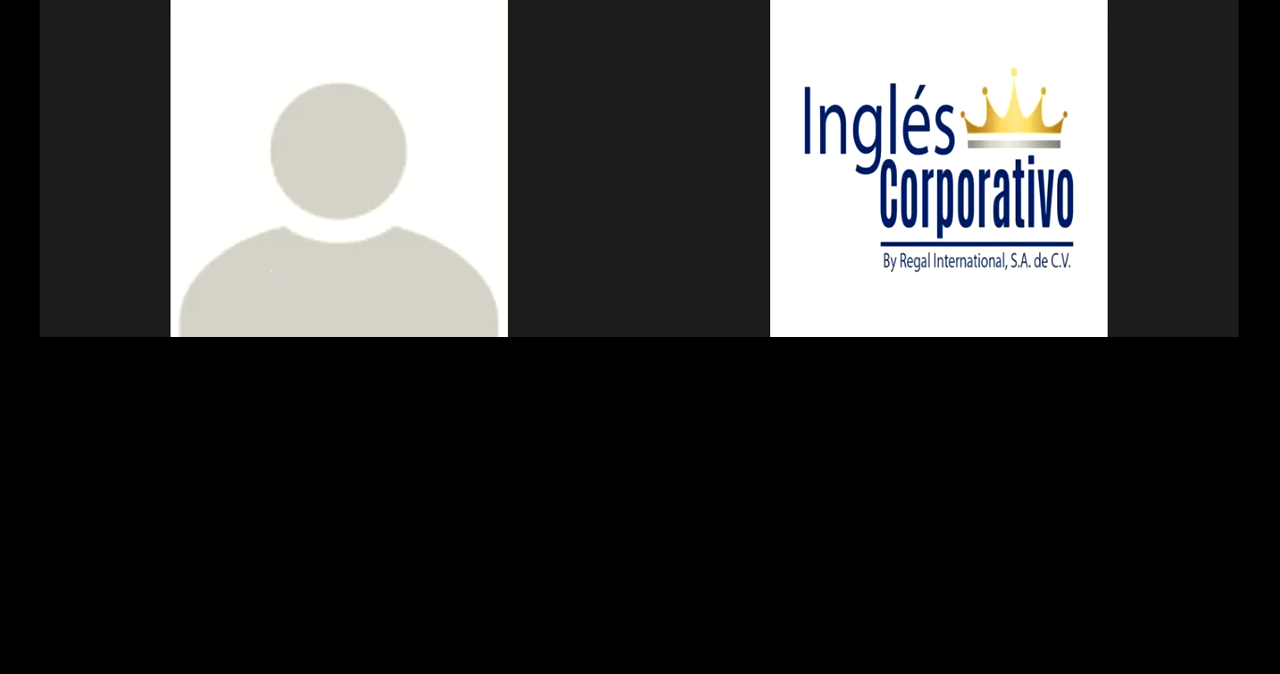 Inglés
Corporativo
By Regal International, S.A. de C.V.